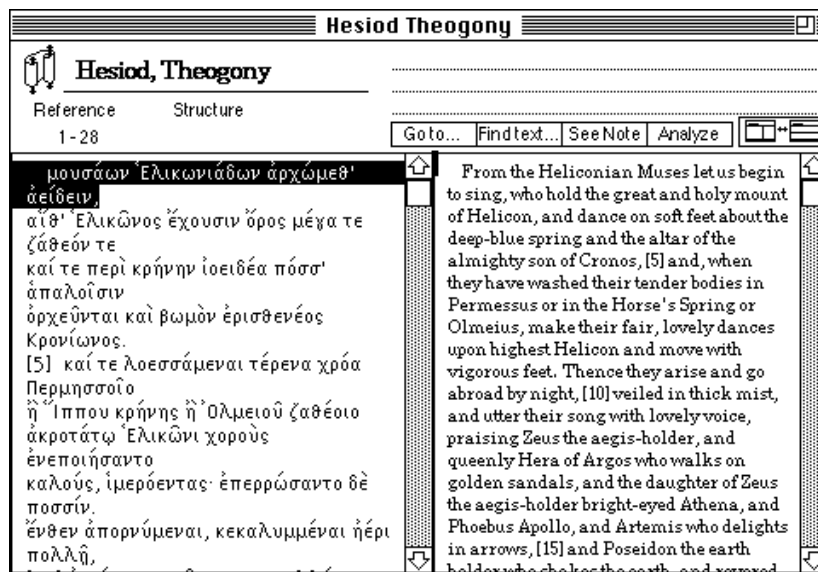 Hesiod Theogony
Hesiod, Theogony
Reference Structure
1-28
Go to... Find text... See Note Analyze
μουσάων Ἑλικωνιάδων ἀρχώμεθ'
ἀείδειν,
αἵθ' Ἑλικῶνος ἔχουσιν ὄρος μέγα τε
ζάθεόν τε
καί τε περὶ κρήνην ἰοειδέα πόσσ'
ἁπαλοῖσιν
ὀρχεῦνται καὶ βωμὸν ἐρισθενέος
Κρονίωνος.
[5] καί τε λοεσσάμεναι τέρενα χρόα
Περμησσοῖο
ἢ Ἵππου κρήνης ἢ Ὀλμειοῦ ζαθέοιο
ἀκροτάτῳ Ἑλικῶνι χοροὺς
ἐνεποιήσαντο
καλούς, ἱμερόεντας· ἐπερρώσαντο δὲ
ποσσίν.
ἔνθεν ἀπορνύμεναι, κεκαλυμμέναι ἠέρι
πολλῇ,
From the Heliconian Muses let us begin
to sing, who hold the great and holy mount
of Helicon, and dance on soft feet about the
deep-blue spring and the altar of the
almighty son of Cronos, [5] and, when
they have washed their tender bodies in
Permessus or in the Horse's Spring or
Olmeius, make their fair, lovely dances
upon highest Helicon and move with
vigorous feet. Thence they arise and go
abroad by night, [10] veiled in thick mist,
and utter their song with lovely voice,
praising Zeus the aegis-holder, and
queenly Hera of Argos who walks on
golden sandals, and the daughter of Zeus
the aegis-holder bright-eyed Athena, and
Phoebus Apollo, and Artemis who delights
in arrows, [15] and Poseidon the earth
holder who shakes the earth, and revered